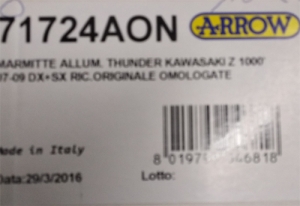 71724AON ARROW
MARMITTE ALLUM. THUNDER KAWASAKI Z 1000'
07-09 DX+SX RIC.ORIGINALE OMOLOGATE
Made in Italy
Data:29/3/2016 Lotto: